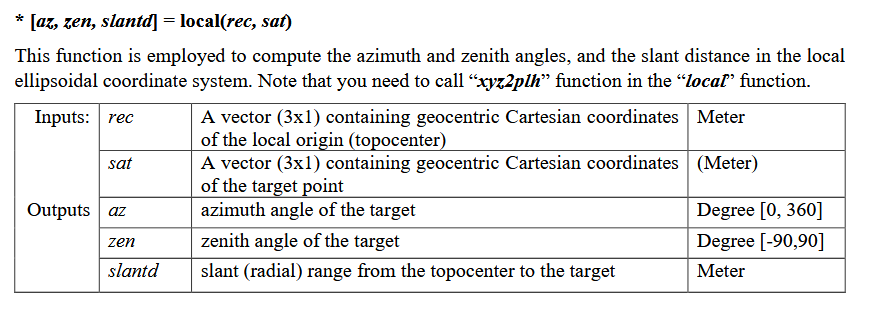 * [az, zen, slantd] = local(rec, sat)
This function is employed to compute the azimuth and zenith angles, and the slant distance in the local
ellipsoidal coordinate system. Note that you need to call “xyz2plh” function in the “local” function.
Inputs: rec A vector (3x1) containing geocentric Cartesian coordinates Meter
of the local origin (topocenter)
sat A vector (3x1) containing geocentric Cartesian coordinates (Meter)
of the target point
Outputs az azimuth angle of the target Degree [0, 360]
zen zenith angle of the target Degree [-90,90]
slantd slant (radial) range from the topocenter to the target Meter